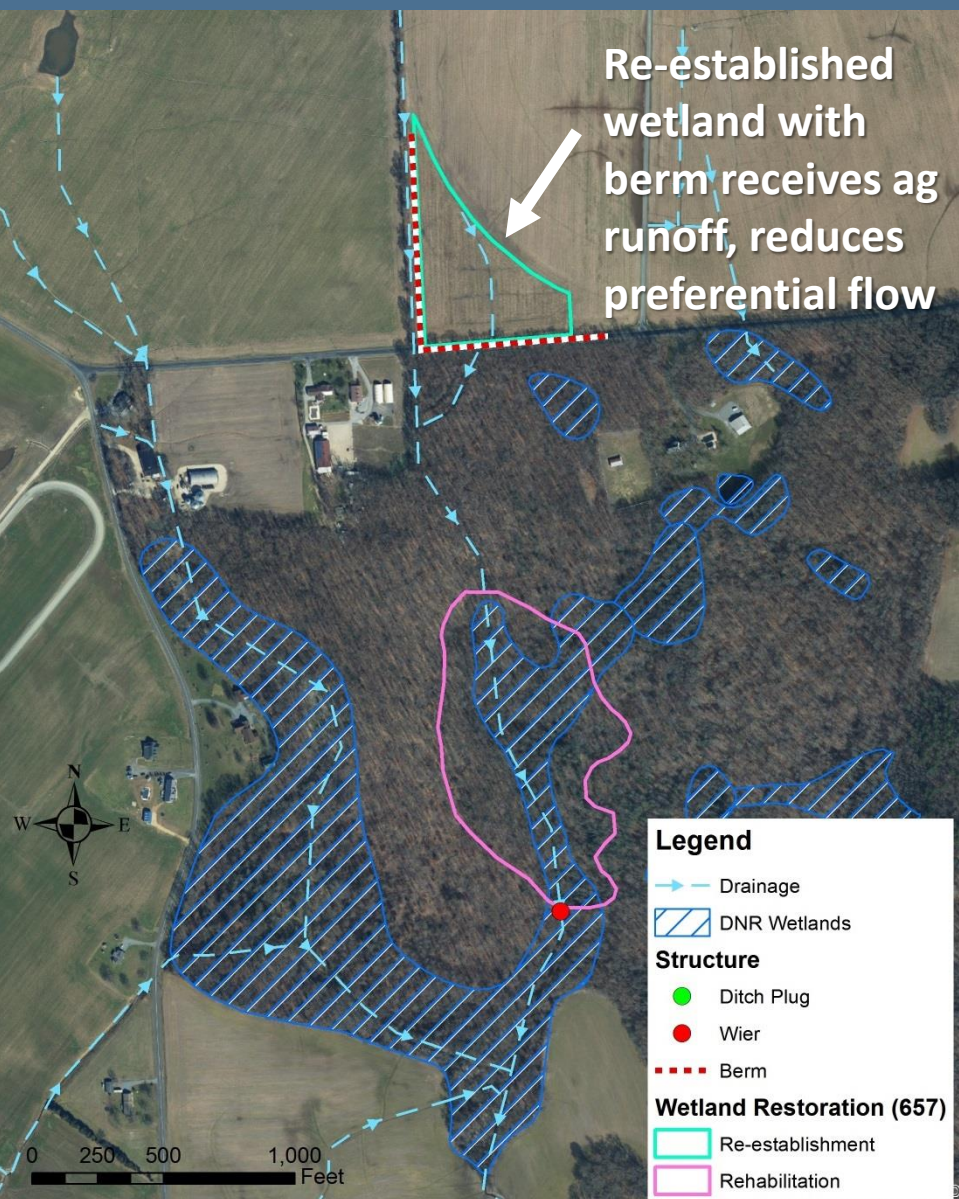 Re-established
wetland with
berm receives ag
runoff, reduces
preferential flow
N
W E
S
Legend
Drainage
DNR Wetlands
Structure
Ditch Plug
Wier
Berm
Wetland Restoration (657)
Re-establishment
Rehabilitation
0 250 500 1,000
Feet